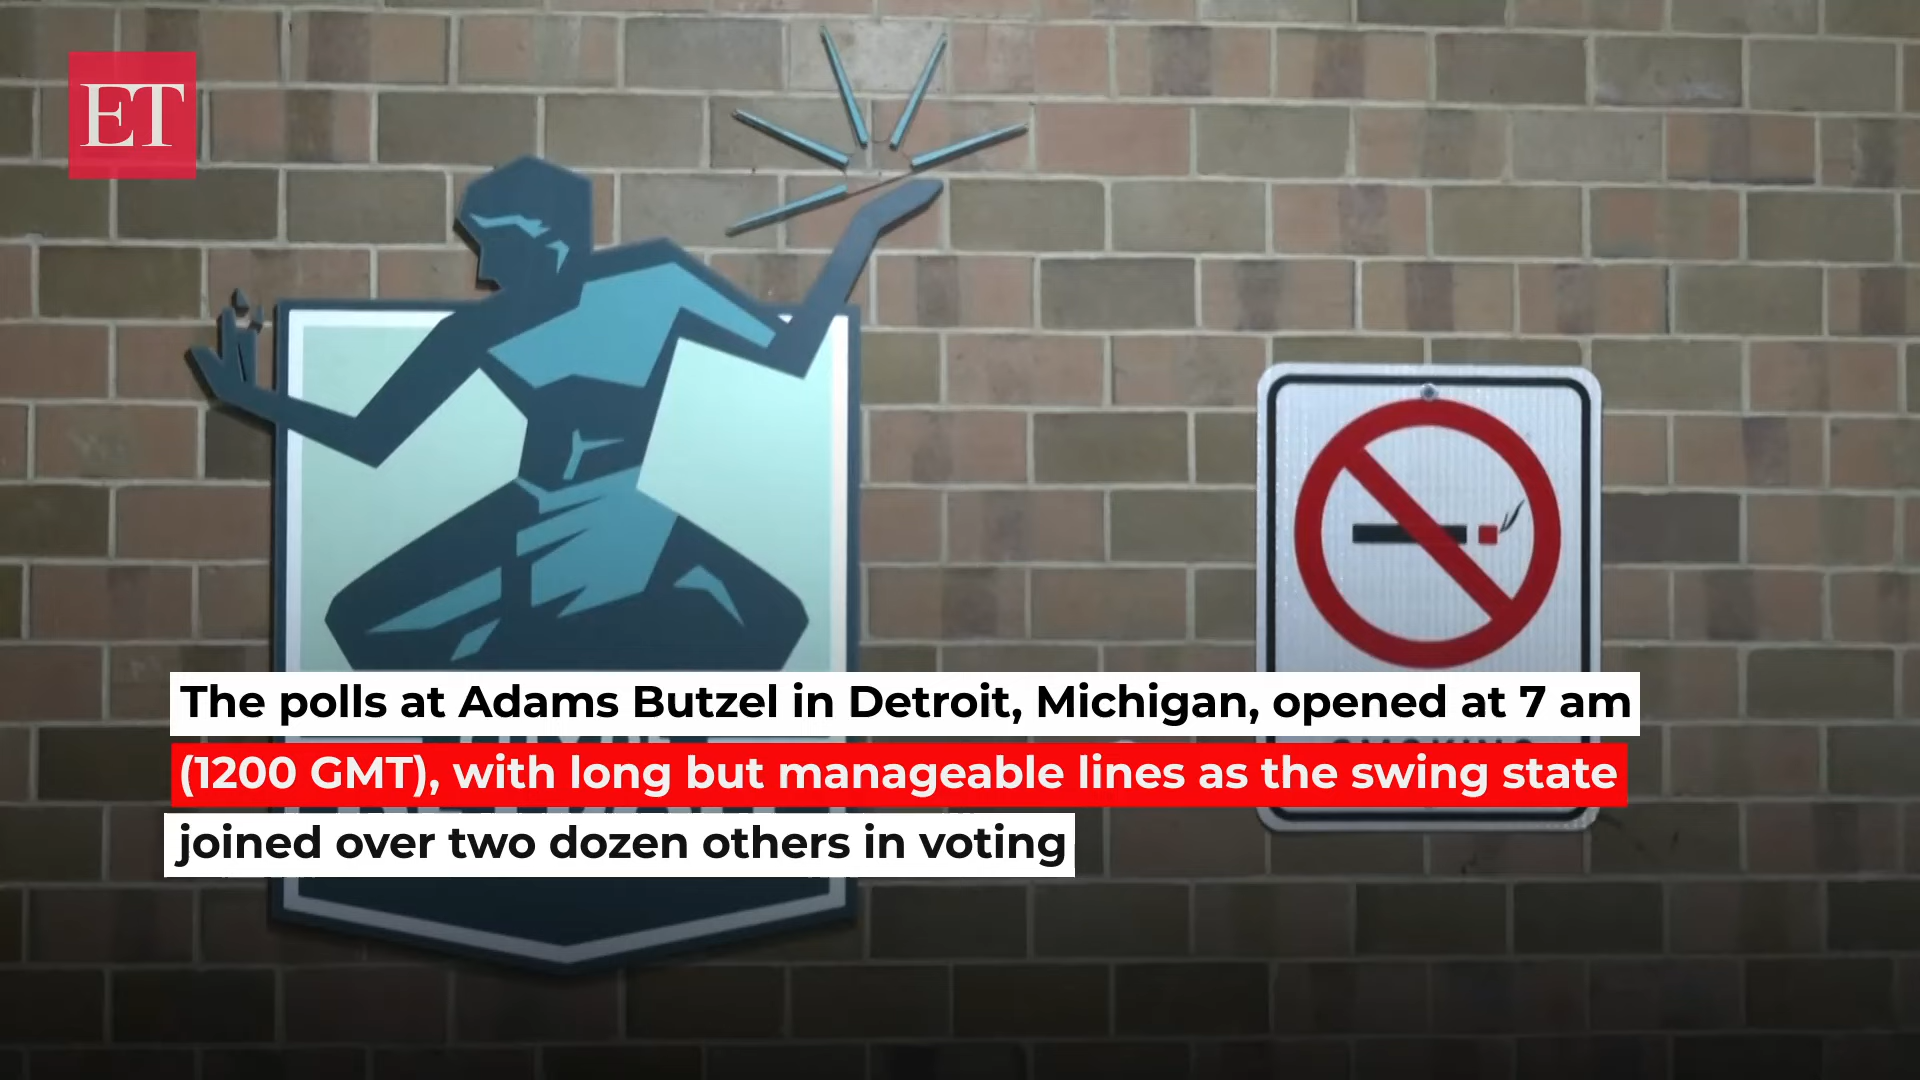 ET
The polls at Adams Butzel in Detroit, Michigan, opened at 7 am
(1200 GMT), with long but manageable lines as the swing state
joined over two dozen others in voting